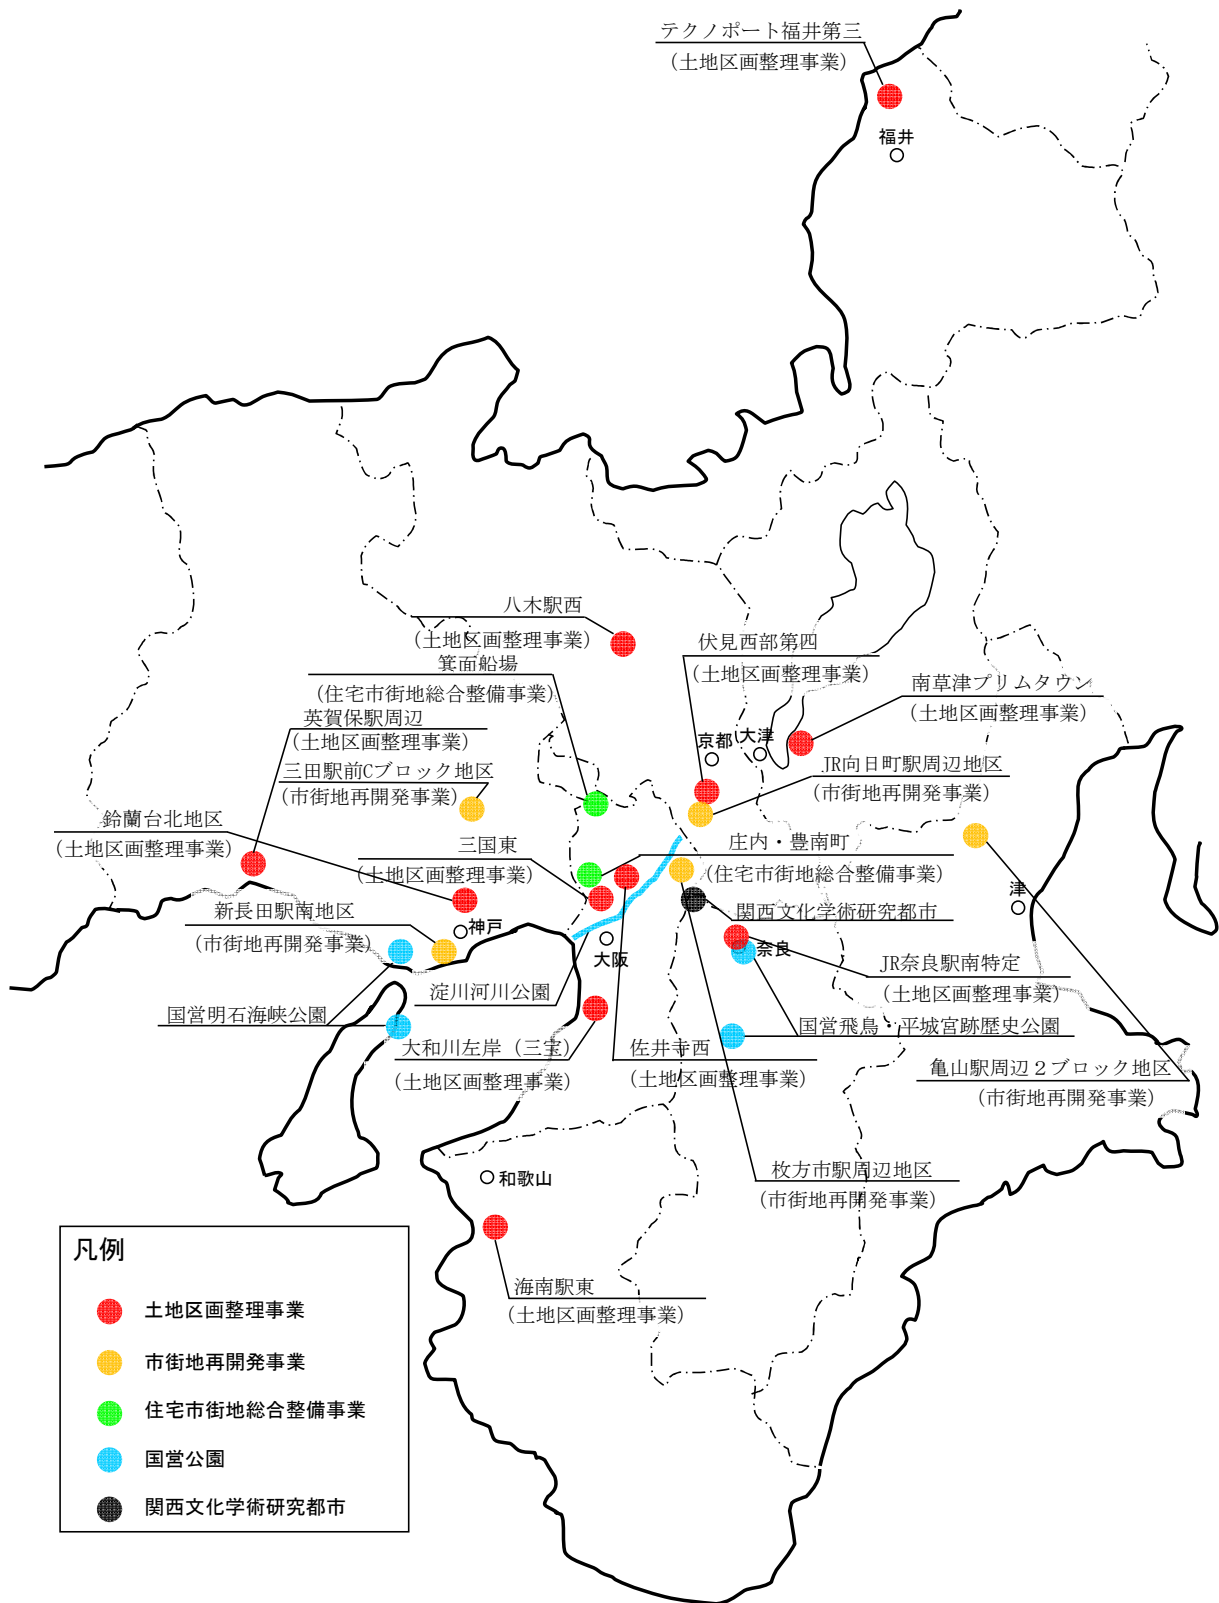 テクノポート福井第三
(土地区画整理事業)
福井
八木駅西
(土地区画整理事業)
伏見西部第四
(土地区画整理事業)
箕面船場
(住宅市街地総合整備事業)
南草津プリムタウン
(土地区画整理事業)
英賀保駅周辺
(土地区画整理事業)
京都
大津
三田駅前Cブロック地区
(市街地再開発事業)
JR向日町駅周辺地区
(市街地再開発事業)
鈴蘭台北地区
(土地区画整理事業)
三国東
(土地区画整理事業)
庄内・豊南町
(住宅市街地総合整備事業)
津
新長田駅南地区
(市街地再開発事業)
神戸
関西文化学術研究都市
大阪
奈良
JR奈良駅南特定
(土地区画整理事業)
淀川河川公園
国営明石海峡公園
国営飛鳥・平城宮跡歴史公園
大和川左岸（三宝）
(土地区画整理事業)
佐井寺西
(土地区画整理事業)
亀山駅周辺２ブロック地区
(市街地再開発事業)
枚方市駅周辺地区
(市街地再開発事業)
和歌山
海南駅東
(土地区画整理事業)
凡例
土地区画整理事業
市街地再開発事業
住宅市街地総合整備事業
国営公園
関西文化学術研究都市